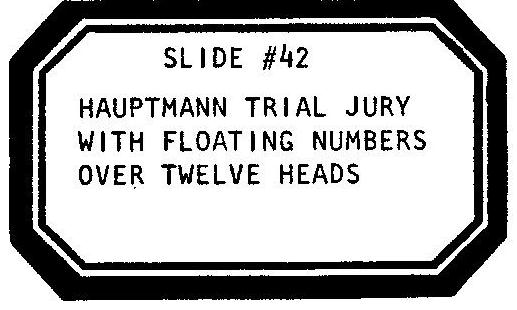 SLIDE #42
HAUPTMANN TRIAL JURY
WITH FLOATING NUMBERS
OVER TWELVE HEADS